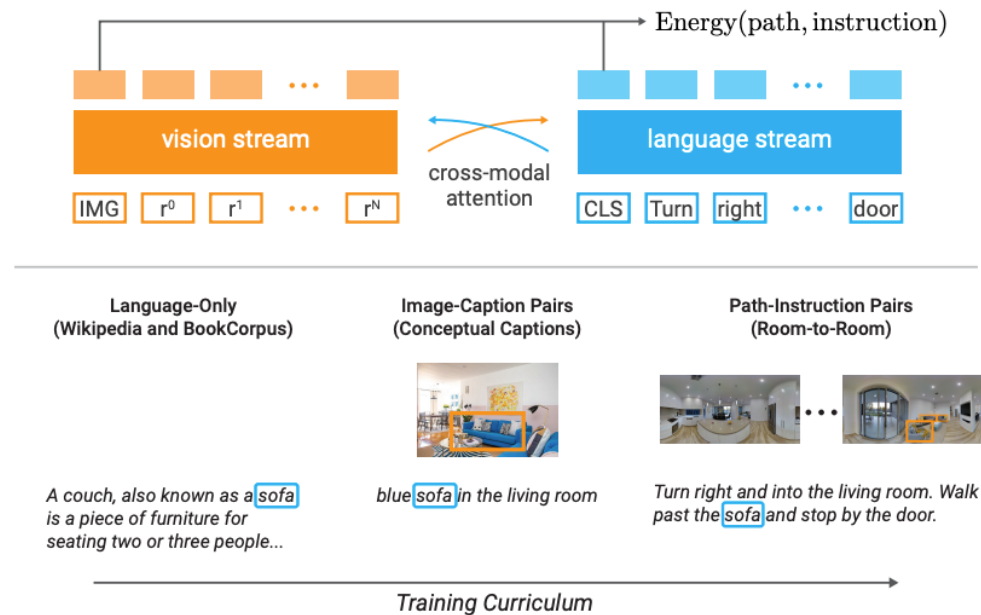 Energy(path, instruction)
vision stream
language stream
cross-modal
attention
IMG r⁰ r¹ ... rᴺ
CLS Turn right ... door
Language-Only
(Wikipedia and BookCorpus)
Image-Caption Pairs
(Conceptual Captions)
Path-Instruction Pairs
(Room-to-Room)
A couch, also known as a sofa
is a piece of furniture for
seating two or three people...
blue sofa in the living room
Turn right and into the living room. Walk
past the sofa and stop by the door.
Training Curriculum